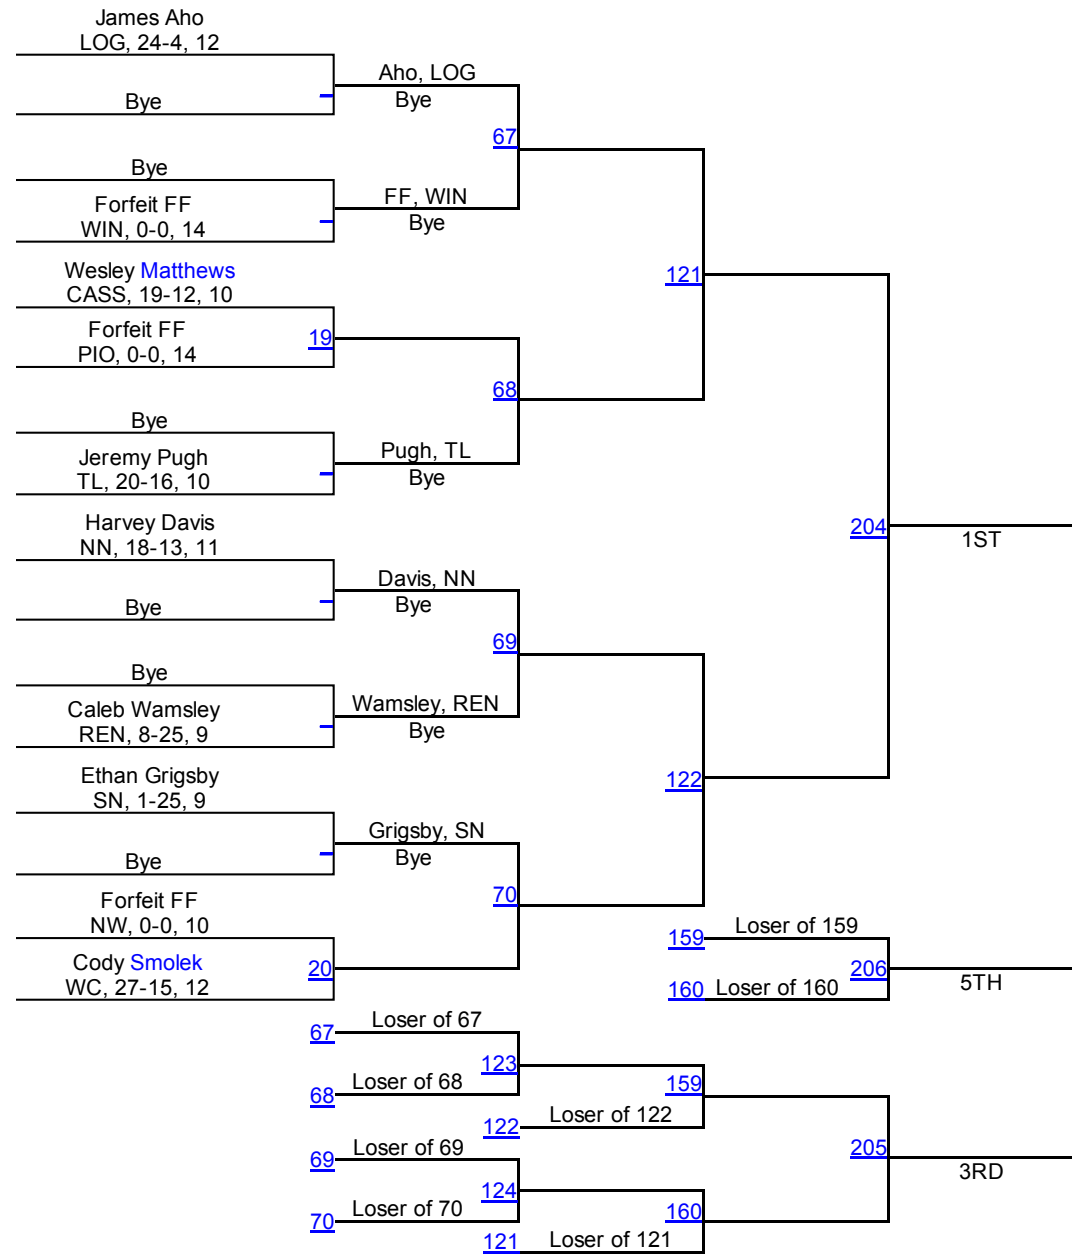 James Aho
LOG, 24-4, 12
Bye
Aho, LOG
Bye
67
Bye
Forfeit FF
WIN, 0-0, 14
FF, WIN
Bye
121
Wesley Matthews
CASS, 19-12, 10
Forfeit FF
PIO, 0-0, 14
19
68
Bye
Jeremy Pugh
TL, 20-16, 10
Pugh, TL
Bye
204
1ST
Harvey Davis
NN, 18-13, 11
Bye
Davis, NN
Bye
69
Bye
Caleb Wamsley
REN, 8-25, 9
Wamsley, REN
Bye
122
Ethan Grigsby
SN, 1-25, 9
Bye
Grigsby, SN
Bye
70
Forfeit FF
NW, 0-0, 10
Cody Smolek
WC, 27-15, 12
20
159 Loser of 159
206
5TH
160 Loser of 160
67 Loser of 67
123
68 Loser of 68
159
122 Loser of 122
205
3RD
69 Loser of 69
124
70 Loser of 70
160
121 Loser of 121